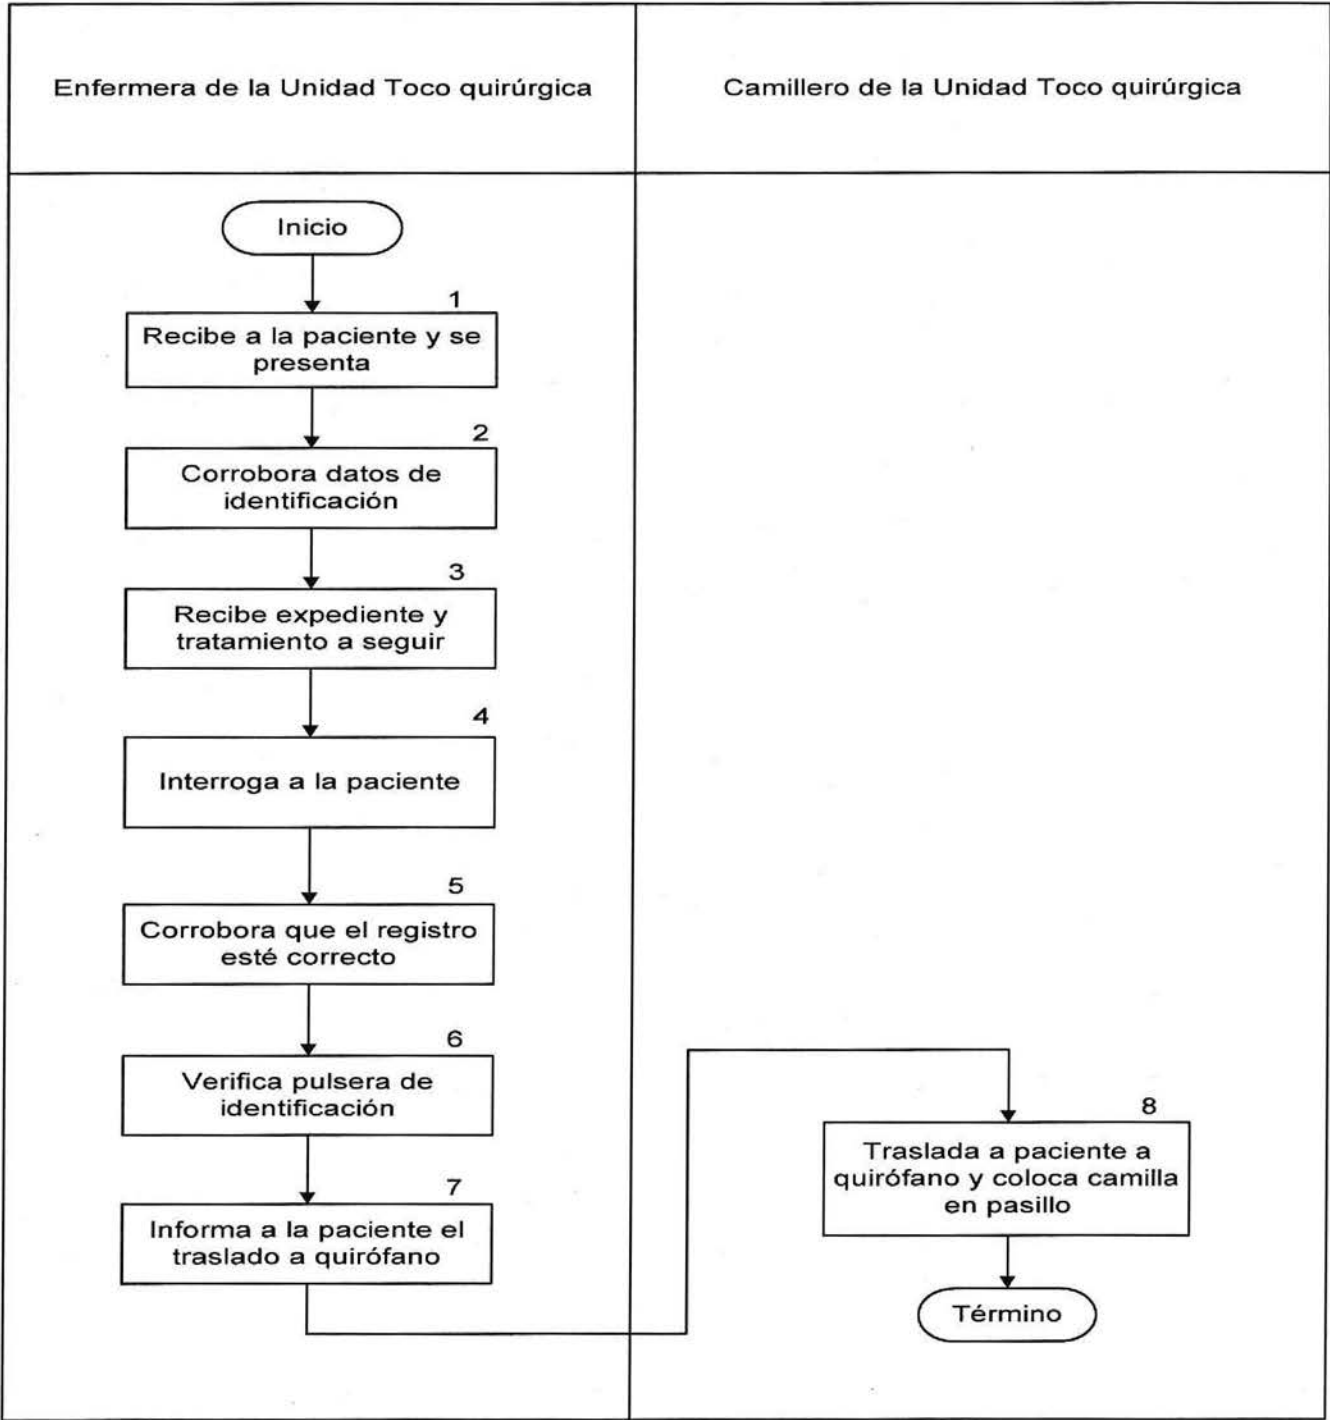 Enfermera de la Unidad Toco quirúrgica
Camillero de la Unidad Toco quirúrgica
Inicio
1
Recibe a la paciente y se
presenta
2
Corrobora datos de
identificación
3
Recibe expediente y
tratamiento a seguir
4
Interroga a la paciente
5
Corrobora que el registro
esté correcto
6
Verifica pulsera de
identificación
7
Informa a la paciente el
traslado a quirófano
8
Traslada a paciente a
quirófano y coloca camilla
en pasillo
Término